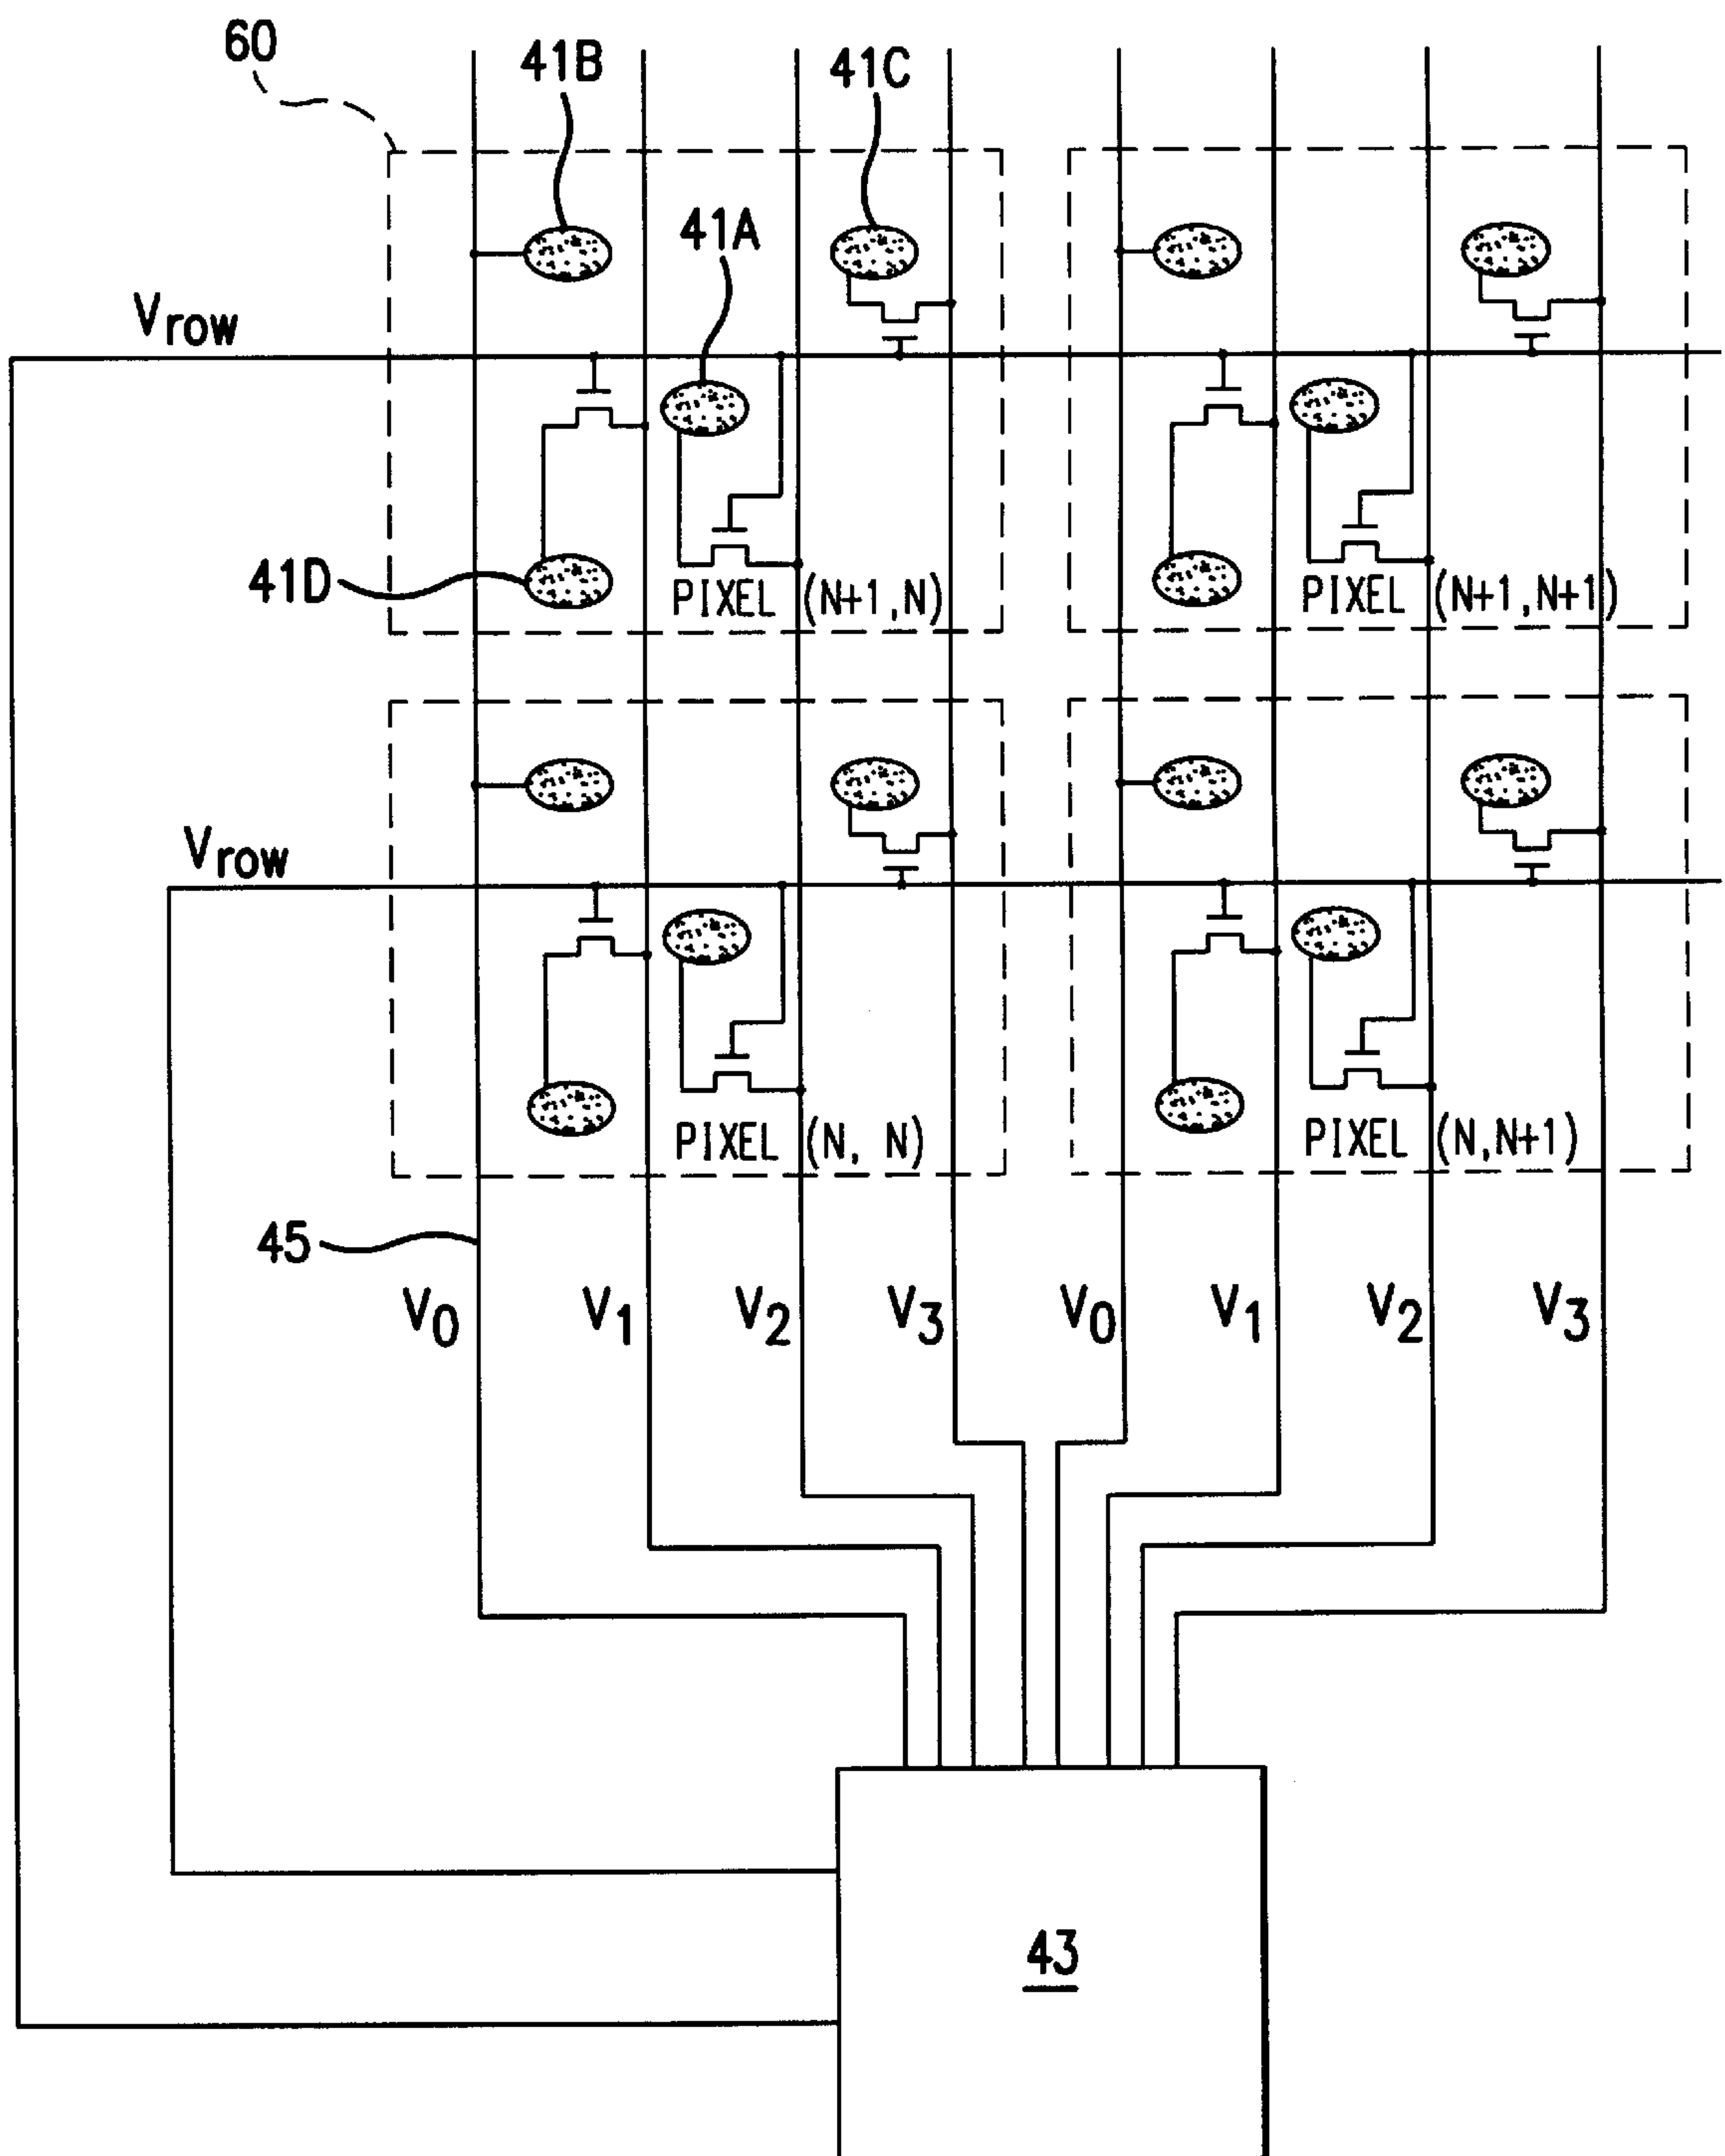 60
41B
41C
41A
Vrow
41D
PIXEL (N+1,N)
PIXEL (N+1,N+1)
Vrow
PIXEL (N, N)
PIXEL (N,N+1)
45
V0 V1 V2 V3 V0 V1 V2 V3
43